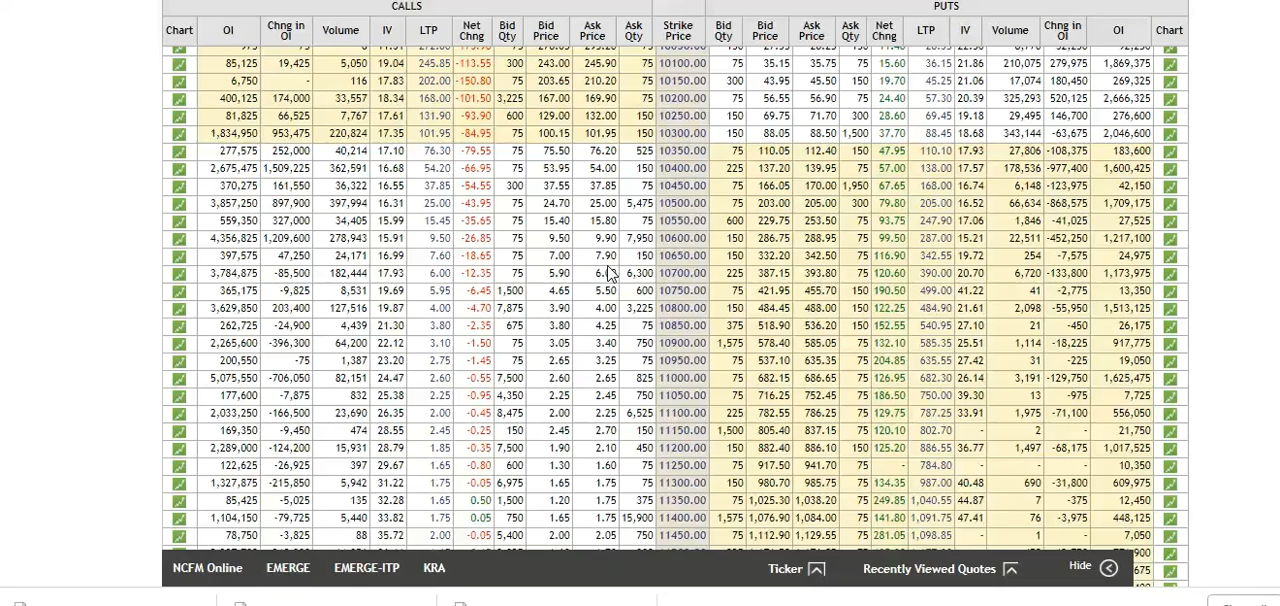 CALLS PUTS
Chart OI Chng in OI Volume IV LTP Net Chng Bid Qty Bid Price Ask Price Ask Qty Strike Price Bid Qty Bid Price Ask Price Ask Qty Net Chng LTP IV Volume Chng in OI OI Chart
85,125 19,425 5,050 19.04 245.85 -113.55 300 243.00 245.90 75 10100.00 75 35.15 35.75 75 15.60 36.15 21.86 210,075 279,975 1,869,375
6,750 - 116 17.83 202.00 -150.80 75 203.65 210.20 75 10150.00 300 43.95 45.50 150 19.70 45.25 21.06 17,074 180,450 269,325
400,125 174,000 33,557 18.34 168.00 -101.50 3,225 167.00 169.90 75 10200.00 75 56.55 56.90 75 24.40 57.30 20.39 325,293 520,125 2,666,325
81,825 66,525 7,767 17.61 131.90 -93.90 600 129.00 132.00 150 10250.00 75 69.75 71.70 300 28.60 69.45 19.18 29,495 146,700 276,600
1,834,950 953,475 220,824 17.35 101.95 -84.95 75 100.15 101.95 150 10300.00 150 88.05 88.50 1,500 37.70 88.45 18.68 343,144 -63,675 2,046,600
277,575 252,000 40,214 17.10 76.30 -79.55 75 75.50 76.20 525 10350.00 75 110.05 112.40 150 47.95 110.10 17.93 27,806 -108,375 183,600
2,675,475 1,509,225 362,591 16.68 54.20 -66.95 75 53.95 54.00 150 10400.00 225 137.20 139.95 75 57.00 138.00 17.57 178,536 -977,400 1,600,425
370,275 161,550 36,322 16.55 37.85 -54.55 300 37.55 37.85 75 10450.00 75 166.05 170.00 1,950 67.65 168.00 16.74 6,148 -123,975 42,150
3,857,250 897,900 397,994 16.31 25.00 -43.95 75 24.70 25.00 5,475 10500.00 75 203.00 205.00 300 79.80 205.00 16.52 66,634 -868,575 1,709,175
559,350 327,000 34,405 15.99 15.45 -35.65 75 15.40 15.80 75 10550.00 600 229.75 253.50 75 93.75 247.90 17.06 1,846 -41,025 27,525
4,356,825 1,209,600 278,943 15.91 9.50 -26.85 75 9.50 9.90 7,950 10600.00 150 286.75 288.95 75 99.50 287.00 15.21 22,511 -452,250 1,217,100
397,575 47,250 24,171 16.99 7.60 -18.65 75 7.00 7.90 150 10650.00 150 332.20 342.50 75 116.90 342.55 19.72 254 -7,575 24,975
3,784,875 -85,500 182,444 17.93 6.00 -12.35 75 5.90 6,300 10700.00 225 387.15 393.80 75 120.60 390.00 20.70 6,720 -133,800 1,173,975
365,175 -9,825 8,531 19.69 5.95 -6.45 1,500 4.65 5.50 600 10750.00 75 421.95 455.70 150 190.50 499.00 41.22 41 -2,775 13,350
3,629,850 203,400 127,516 19.87 4.00 -4.70 7,875 3.90 4.00 3,225 10800.00 150 484.45 488.00 150 122.25 484.90 21.61 2,098 -55,950 1,513,125
262,725 -24,900 4,439 21.30 3.80 -2.35 675 3.80 4.25 75 10850.00 375 518.90 536.20 150 152.55 540.95 27.10 21 -450 26,175
2,265,600 -396,300 64,200 22.12 3.10 -1.50 75 3.05 3.40 750 10900.00 1,575 578.40 585.05 150 132.10 585.35 25.51 1,114 -18,225 917,775
200,550 -75 1,387 23.20 2.75 -1.45 75 2.65 3.25 75 10950.00 75 537.10 635.35 75 204.85 635.55 27.42 31 -225 19,050
5,075,550 -706,050 82,151 24.47 2.60 -0.55 7,500 2.60 2.65 825 11000.00 75 682.15 686.65 75 126.95 682.30 26.14 3,191 -129,750 1,625,475
177,600 -7,875 832 25.38 2.25 -0.95 4,350 2.25 2.45 750 11050.00 75 716.25 752.45 75 186.50 750.00 39.30 13 -975 7,725
2,033,250 -166,500 23,690 26.35 2.00 -0.45 8,475 2.00 2.25 6,525 11100.00 225 782.55 786.25 75 129.75 787.25 33.91 1,975 -71,100 556,050
169,350 -9,450 474 28.55 2.45 -0.25 150 2.45 2.70 150 11150.00 1,500 805.40 837.15 75 120.10 802.70 - 2 - 21,750
2,289,000 -124,200 15,931 28.79 1.85 -0.35 7,500 1.90 2.10 450 11200.00 150 882.40 886.10 150 125.20 886.55 36.77 1,497 -68,175 1,017,525
122,625 -26,925 397 29.67 1.65 -0.80 600 1.30 1.60 75 11250.00 75 917.50 941.70 75 - 784.80 - - - 10,350
1,327,875 -215,850 5,942 31.22 1.75 -0.05 6,975 1.65 1.75 75 11300.00 150 980.70 985.75 75 134.35 987.00 40.48 690 -31,800 609,975
85,425 -5,025 135 32.28 1.65 0.50 1,500 1.20 1.75 375 11350.00 75 1,025.30 1,038.20 75 249.85 1,040.55 44.87 7 -375 12,450
1,104,150 -79,725 5,440 33.82 1.75 0.05 750 1.65 1.75 15,900 11400.00 1,575 1,076.90 1,084.00 75 141.80 1,091.75 47.41 76 -3,975 448,125
78,750 -3,825 88 35.72 2.00 -0.05 5,400 2.00 2.05 750 11450.00 75 1,112.90 1,129.55 75 281.05 1,098.85 - 1 - 8,550
NCFM Online EMERGE EMERGE-ITP KRA Ticker Recently Viewed Quotes Hide